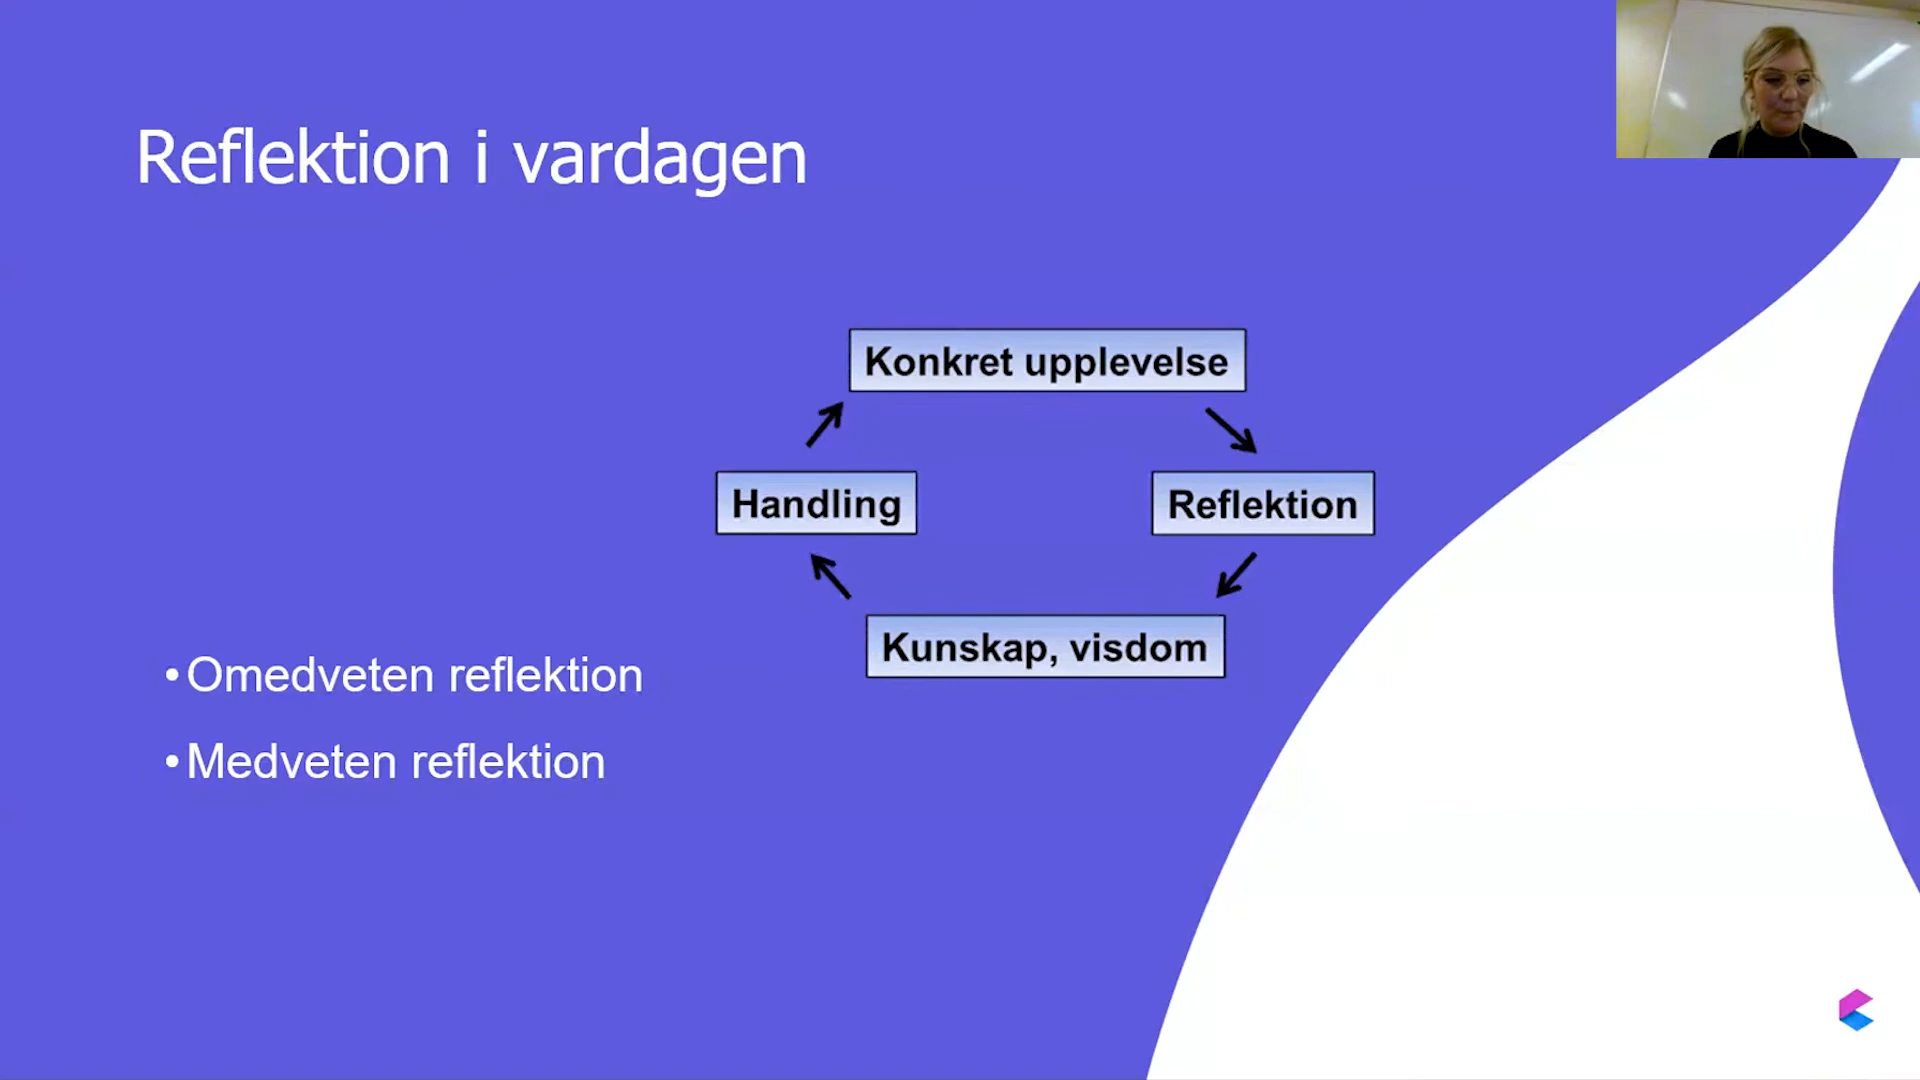 Reflektion i vardagen
Konkret upplevelse
Handling
Reflektion
Kunskap, visdom
•Omedveten reflektion
•Medveten reflektion